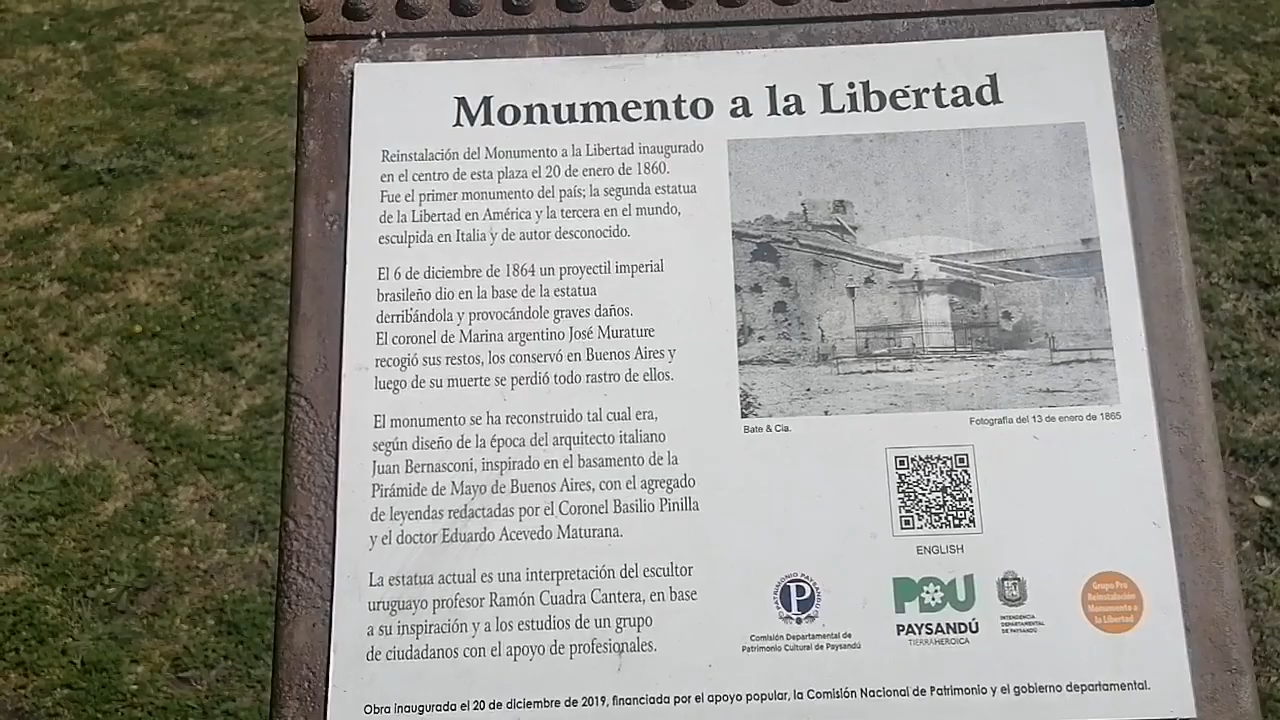 Monumento a la Libertad
Reinstalación del Monumento a la Libertad inaugurado
en el centro de esta plaza el 20 de enero de 1860.
Fue el primer monumento del país; la segunda estatua
de la Libertad en América y la tercera en el mundo,
esculpida en Italia y de autor desconocido.
El 6 de diciembre de 1864 un proyectil imperial
brasileño dio en la base de la estatua
derribándola y provocándole graves daños.
El coronel de Marina argentino José Murature
recogió sus restos, los conservó en Buenos Aires y
luego de su muerte se perdió todo rastro de ellos.
El monumento se ha reconstruido tal cual era,
según diseño de la época del arquitecto italiano
Juan Bernasconi, inspirado en el basamento de la
Pirámide de Mayo de Buenos Aires, con el agregado
de leyendas redactadas por el Coronel Basilio Pinilla
y el doctor Eduardo Acevedo Maturana.
La estatua actual es una interpretación del escultor
uruguayo profesor Ramón Cuadra Cantera, en base
a su inspiración y a los estudios de un grupo
de ciudadanos con el apoyo de profesionales.
Bate & Cía.
Fotografía del 13 de enero de 1865
ENGLISH
PATRIMONIO PAYSANDÚ
P
Comisión Departamental de
Patrimonio Cultural de Paysandú
PDU
PAYSANDÚ
TIERRAHEROICA
INTENDENCIA
DEPARTAMENTAL
DE PAYSANDÚ
Grupo Pro
Reinstalación
Monumento a
la Libertad
Obra inaugurada el 20 de diciembre de 2019, financiada por el apoyo popular, la Comisión Nacional de Patrimonio y el gobierno departamental.